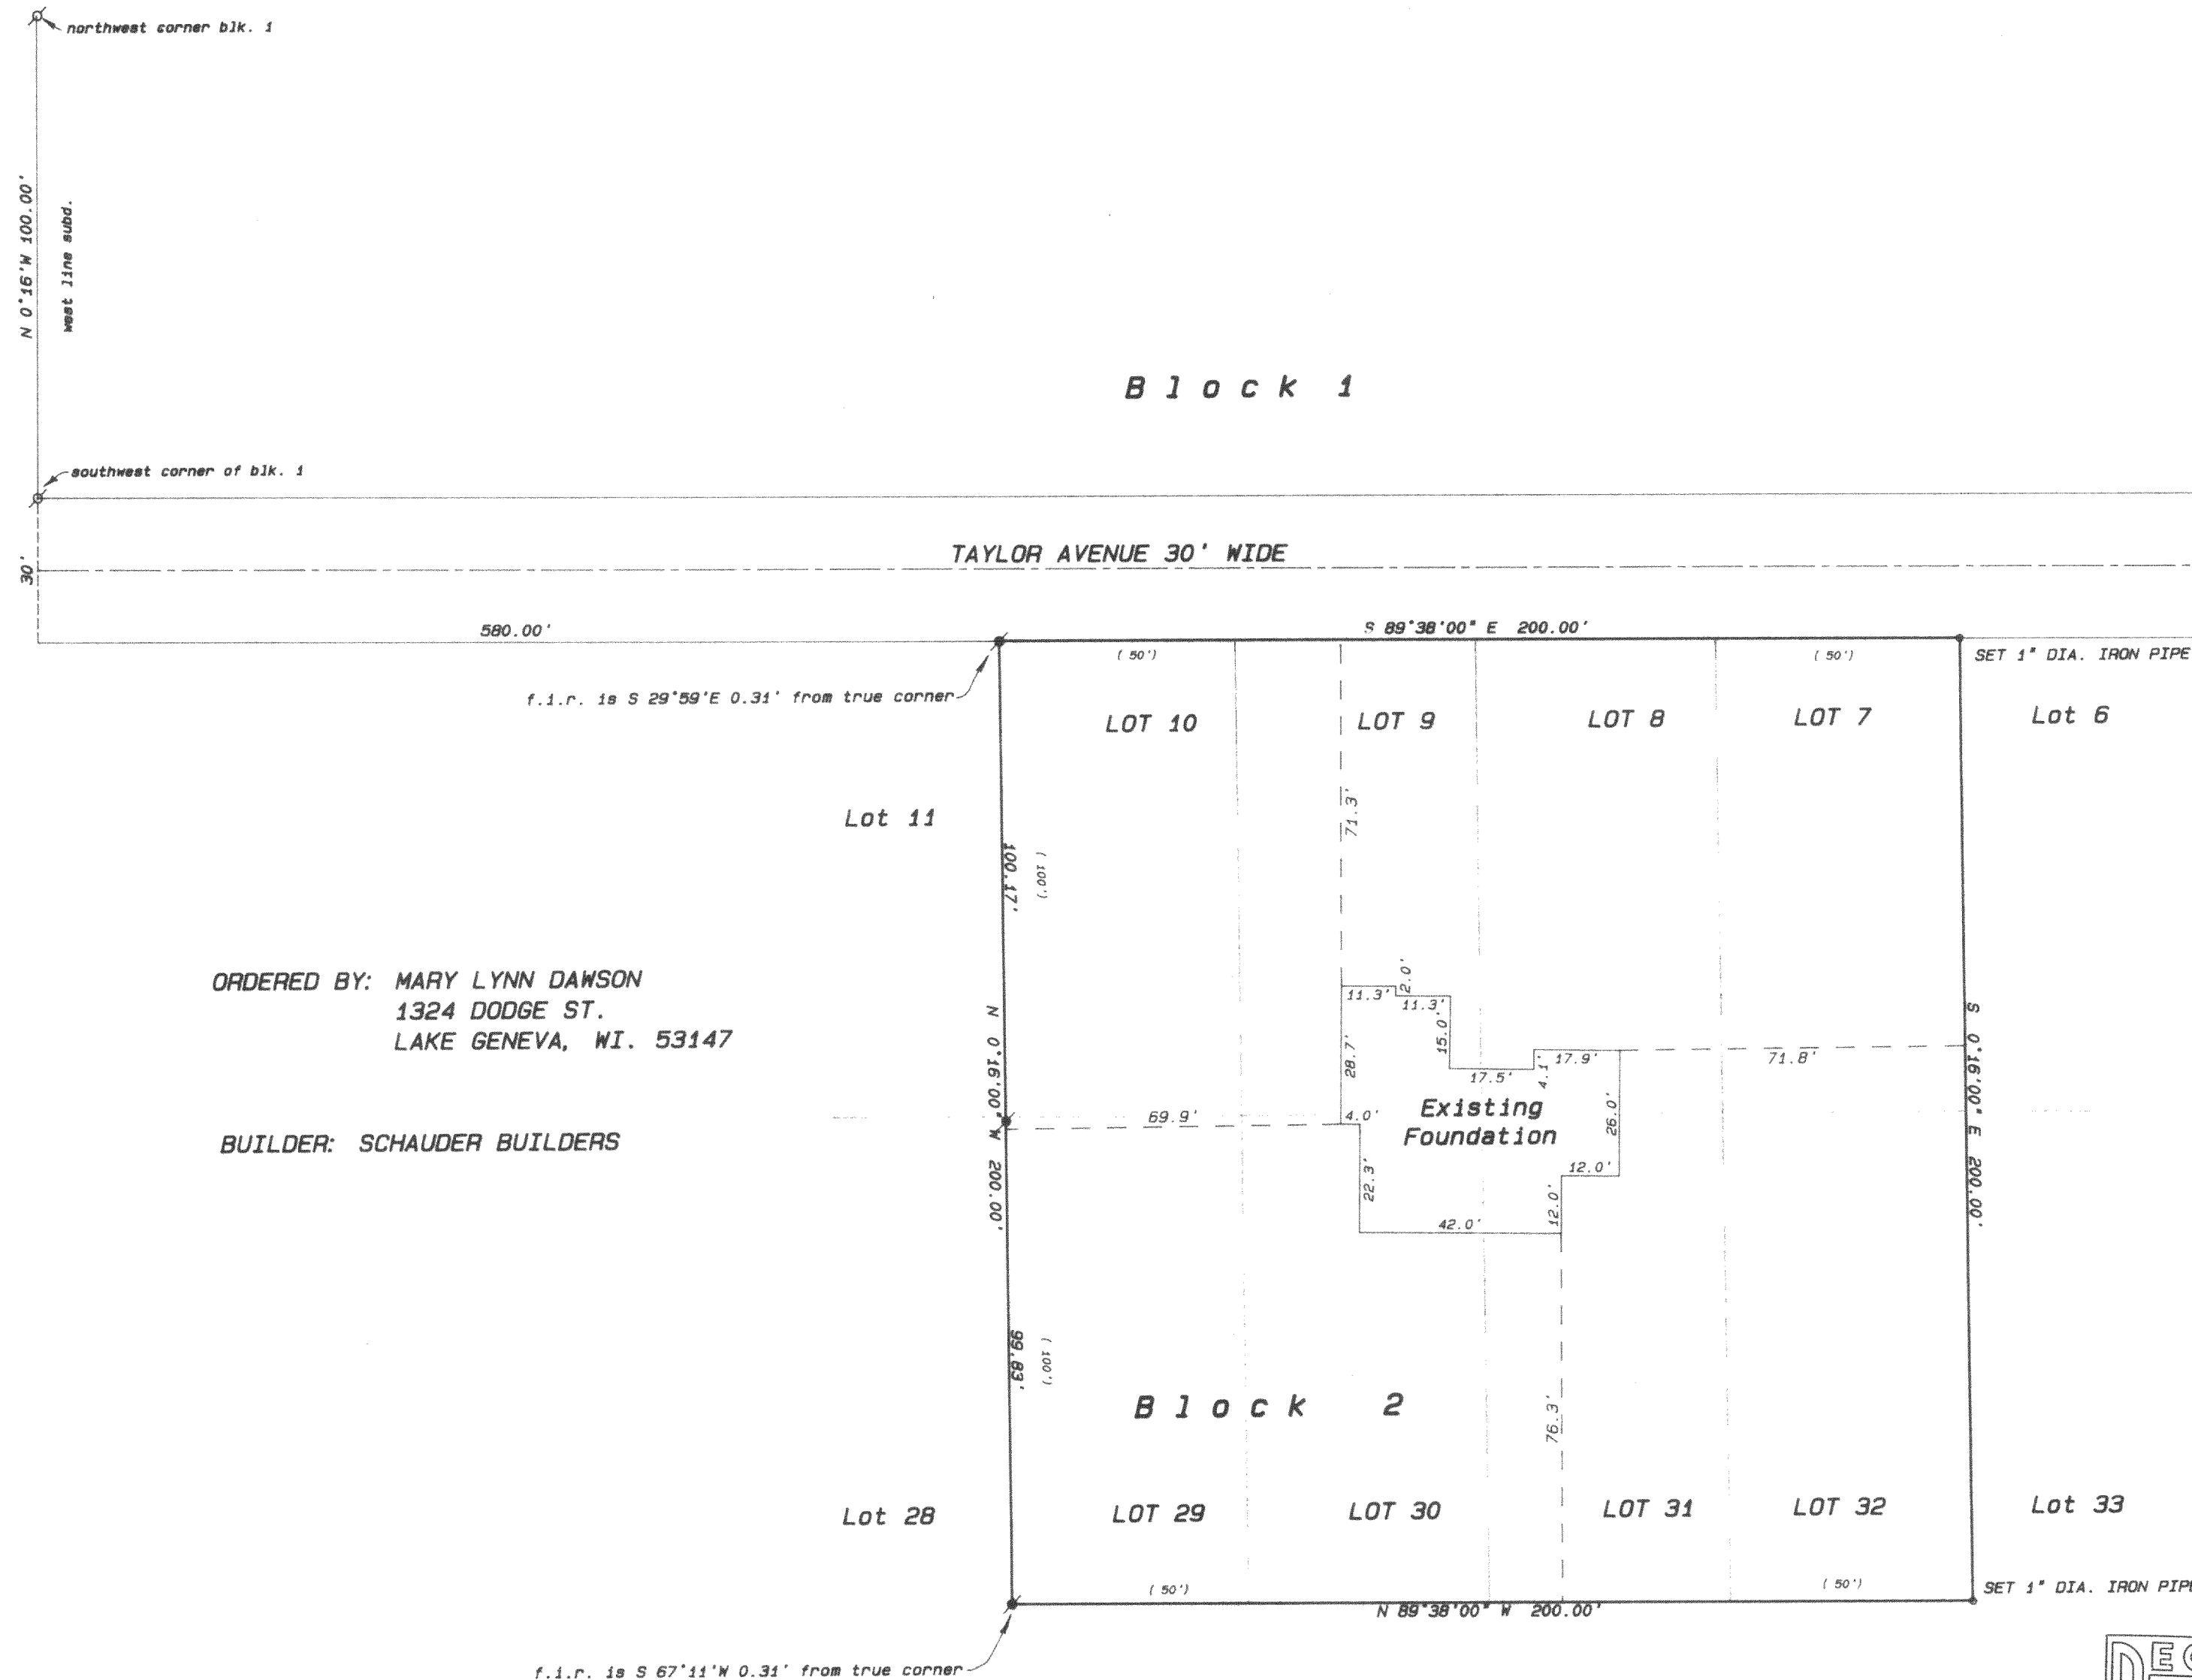 northwest corner blk. 1
N 0°16'W 100.00'
west line subd.
Block 1
southwest corner of blk. 1
TAYLOR AVENUE 30' WIDE
30'
580.00'
S 89°38'00" E 200.00'
(50')
(50')
SET 1" DIA. IRON PIPE
f.i.r. is S 29°59'E 0.31' from true corner
LOT 10
LOT 9
LOT 8
LOT 7
Lot 6
71.3'
Lot 11
100.17'
(100')
ORDERED BY: MARY LYNN DAWSON
1324 DODGE ST.
LAKE GENEVA, WI. 53147
N 0°16'00" W 200.00'
S 0°16'00" E 200.00'
11.3'
2.0'
11.3'
15.0'
28.7'
17.5'
4.1'
17.9'
71.8'
69.9'
4.0'
Existing
Foundation
26.0'
BUILDER: SCHAUDER BUILDERS
22.3'
12.0'
12.0'
42.0'
99.83'
(100')
Block 2
76.3'
Lot 28
LOT 29
LOT 30
LOT 31
LOT 32
Lot 33
(50')
(50')
SET 1" DIA. IRON PIPE
N 89°38'00" W 200.00'
f.i.r. is S 67°11'W 0.31' from true corner